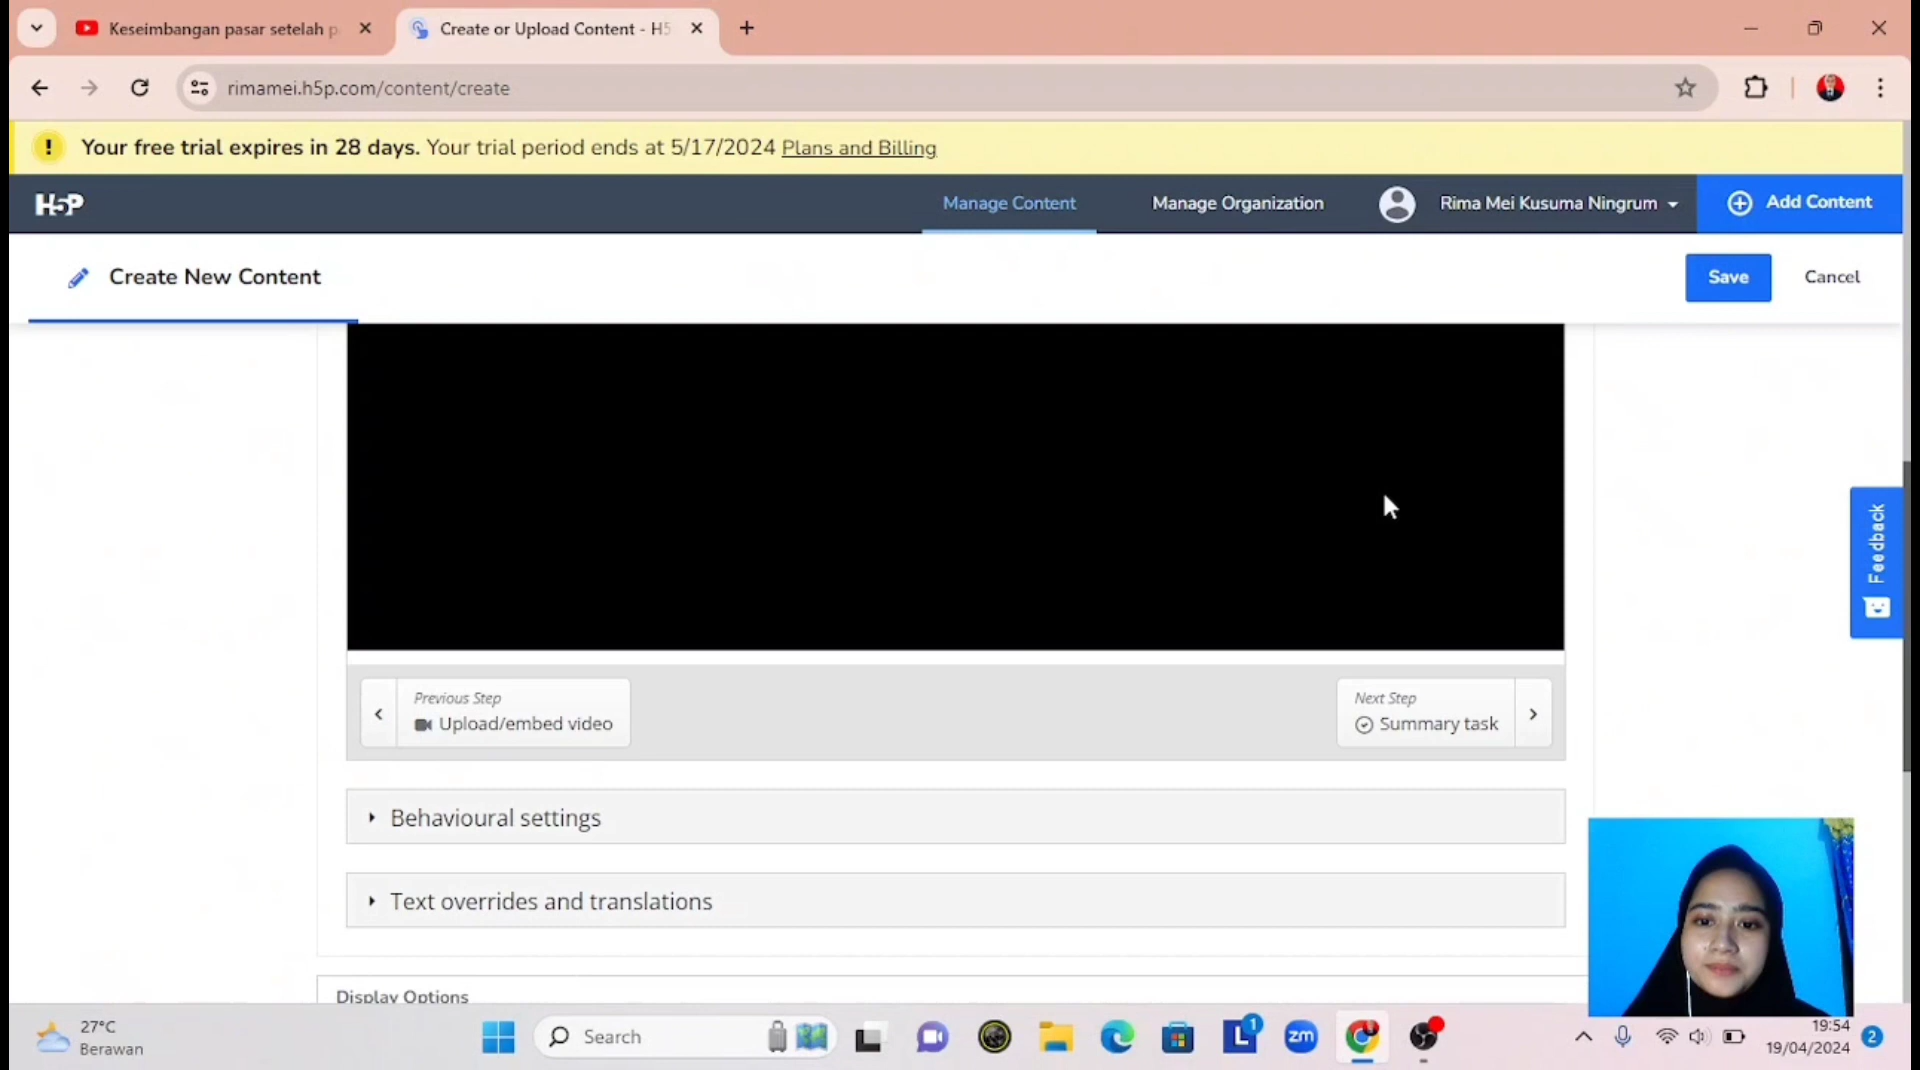 Keseimbangan pasar setelah p
Create or Upload Content - H5
rimamei.h5p.com/content/create
! Your free trial expires in 28 days. Your trial period ends at 5/17/2024 Plans and Billing
H5P
Manage Content
Manage Organization
Rima Mei Kusuma Ningrum
Add Content
Create New Content
Save
Cancel
Feedback
Previous Step
Upload/embed video
Next Step
Summary task
Behavioural settings
Text overrides and translations
Display Options
27°C
Berawan
Search
L
1
zm
19:54
19/04/2024
2